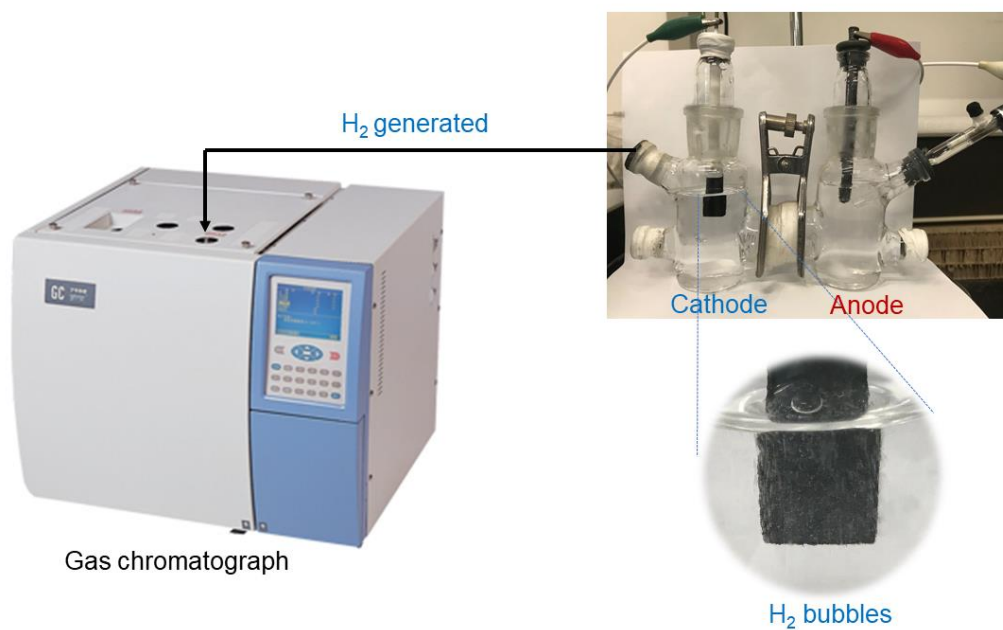 H₂ generated
GC
Cathode
Anode
Gas chromatograph
H₂ bubbles